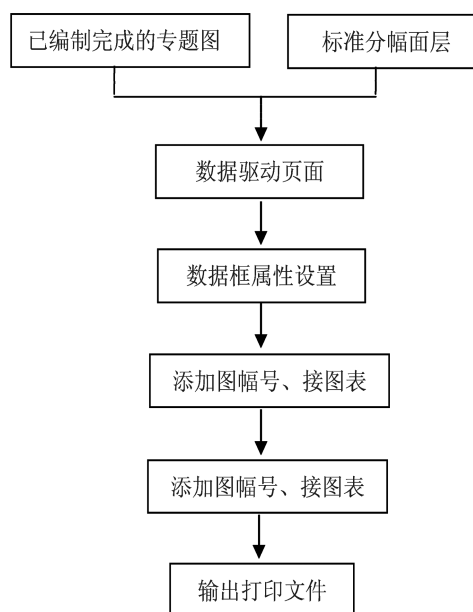 已编制完成的专题图
标准分幅面层
数据驱动页面
数据框属性设置
添加图幅号、接图表
添加图幅号、接图表
输出打印文件